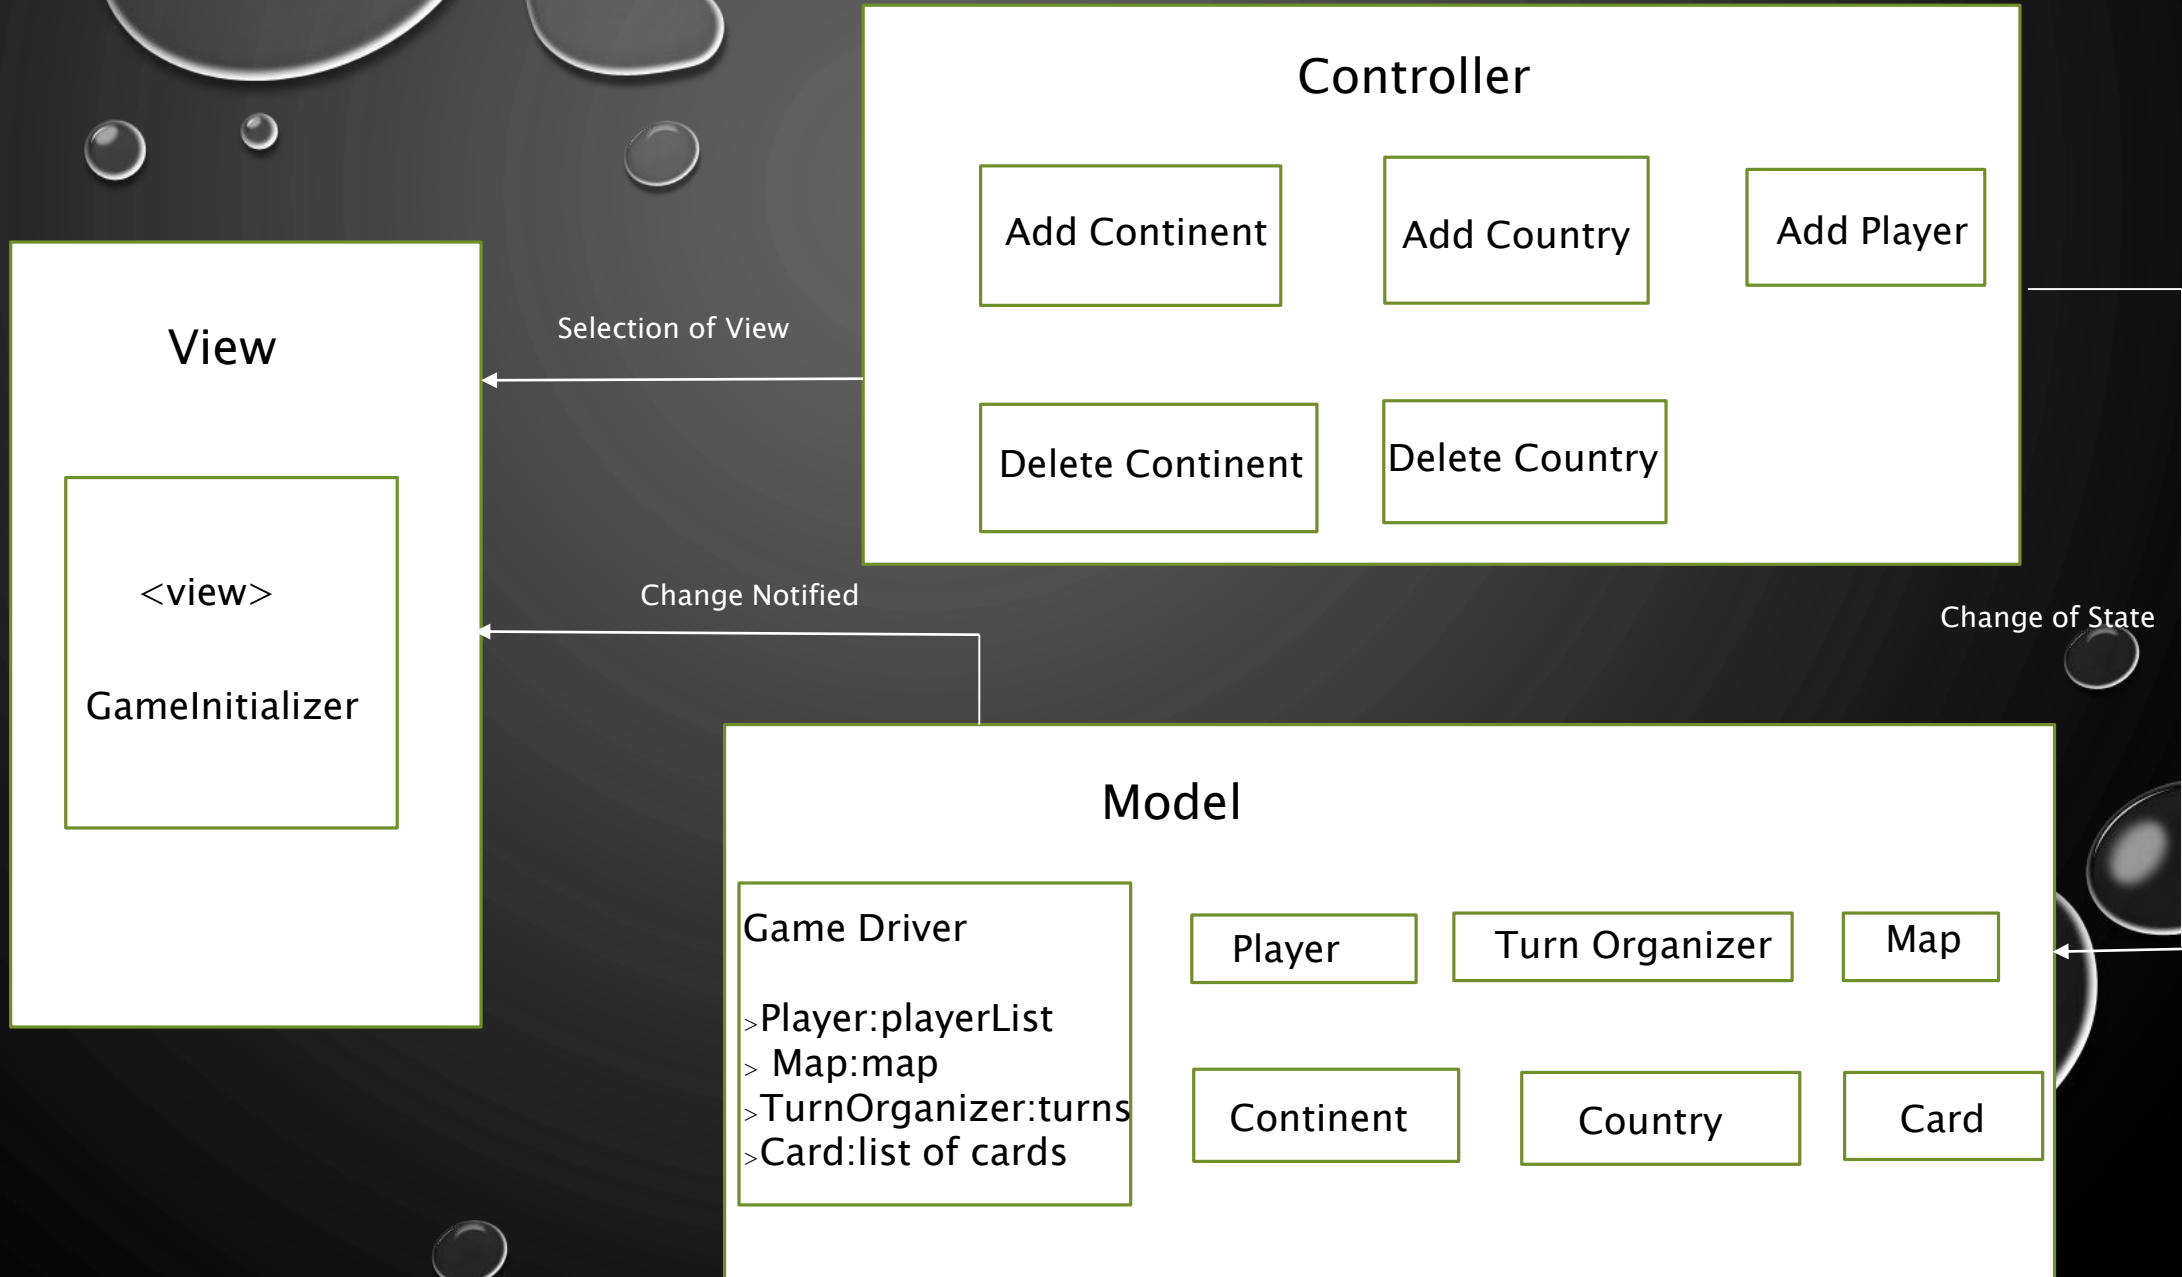 Controller
Add Continent
Add Country
Add Player
Delete Continent
Delete Country
Selection of View
View
<view>
GameInitializer
Change Notified
Change of State
Model
Game Driver
>Player:playerList
> Map:map
>TurnOrganizer:turns
>Card:list of cards
Player
Turn Organizer
Map
Continent
Country
Card